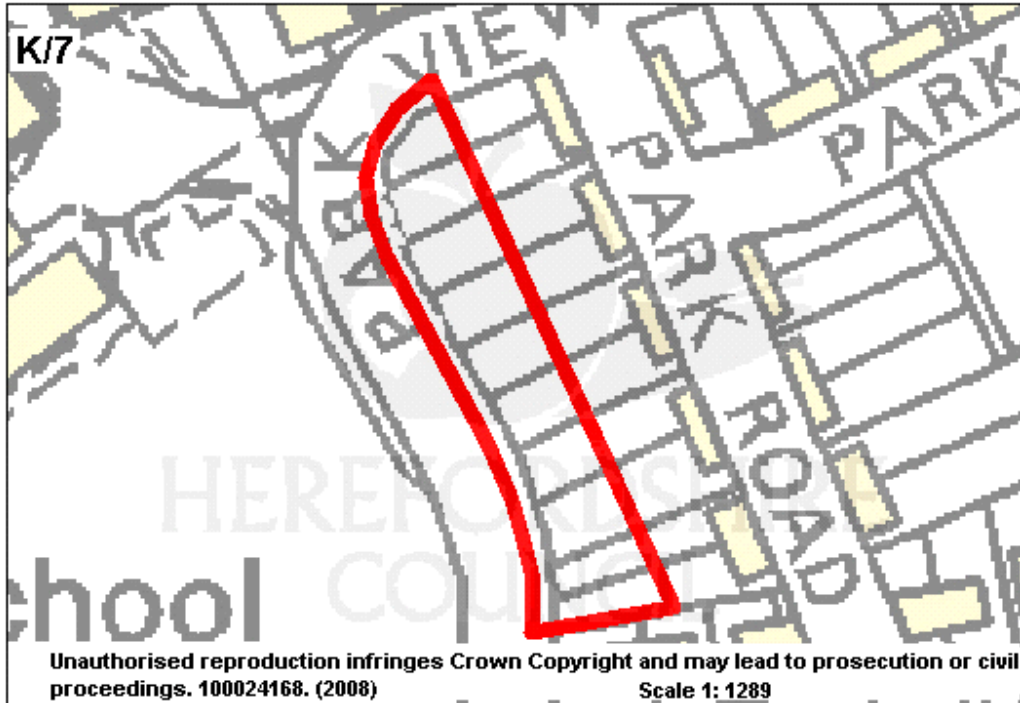 K/7
VIEW
PARK
PARK
PARK ROAD
HEREFORDSHIRE
COUNCIL
chool
Unauthorised reproduction infringes Crown Copyright and may lead to prosecution or civil
proceedings. 100024168. (2008) Scale 1: 1289